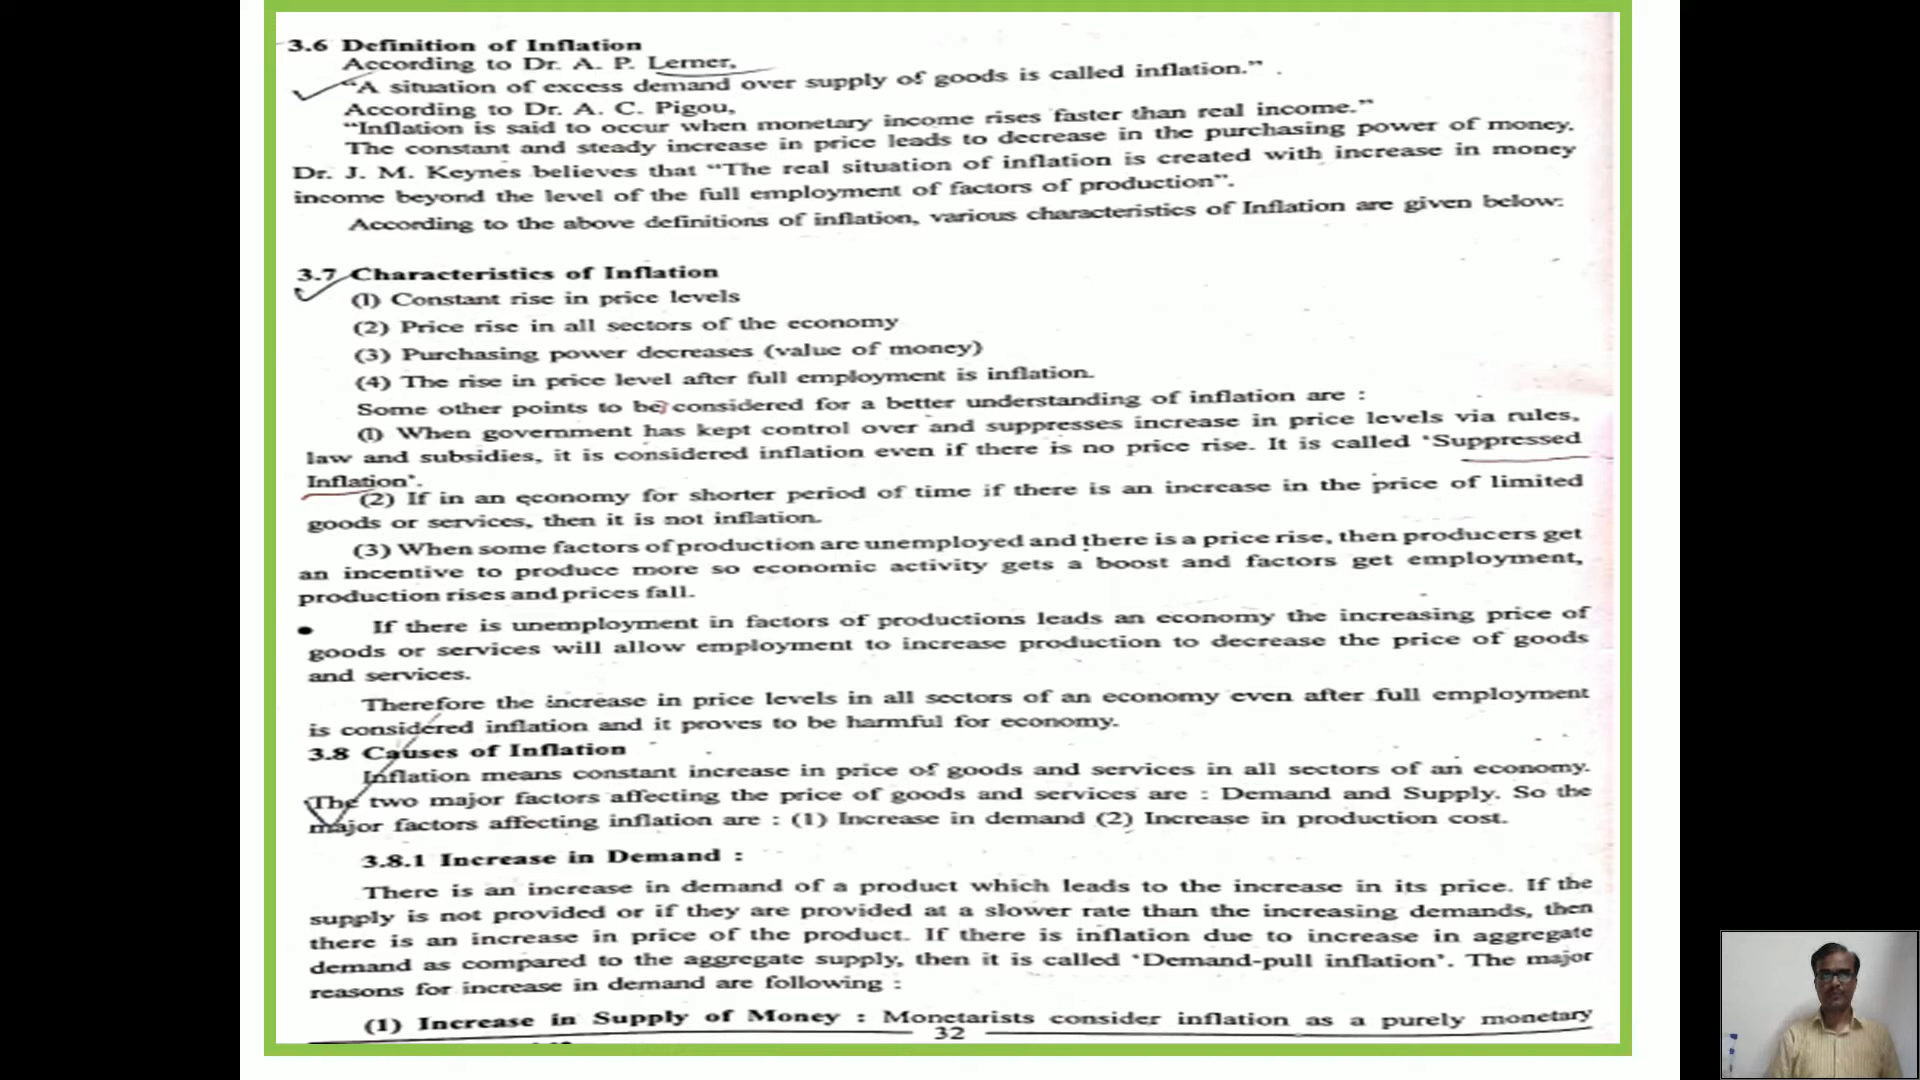 3.6 Definition of Inflation
According to Dr. A. P. Lerner,
“A situation of excess demand over supply of goods is called inflation.”
According to Dr. A. C. Pigou,
“Inflation is said to occur when monetary income rises faster than real income.”
The constant and steady increase in price leads to decrease in the purchasing power of money.
Dr. J. M. Keynes believes that “The real situation of inflation is created with increase in money
income beyond the level of the full employment of factors of production”.
According to the above definitions of inflation, various characteristics of Inflation are given below:
3.7 Characteristics of Inflation
(1) Constant rise in price levels
(2) Price rise in all sectors of the economy
(3) Purchasing power decreases (value of money)
(4) The rise in price level after full employment is inflation.
Some other points to be considered for a better understanding of inflation are :
(1) When government has kept control over and suppresses increase in price levels via rules,
law and subsidies, it is considered inflation even if there is no price rise. It is called ‘Suppressed
Inflation’.
(2) If in an economy for shorter period of time if there is an increase in the price of limited
goods or services, then it is not inflation.
(3) When some factors of production are unemployed and there is a price rise, then producers get
an incentive to produce more so economic activity gets a boost and factors get employment,
production rises and prices fall.
• If there is unemployment in factors of productions leads an economy the increasing price of
goods or services will allow employment to increase production to decrease the price of goods
and services.
Therefore the increase in price levels in all sectors of an economy even after full employment
is considered inflation and it proves to be harmful for economy.
3.8 Causes of Inflation
Inflation means constant increase in price of goods and services in all sectors of an economy.
The two major factors affecting the price of goods and services are : Demand and Supply. So the
major factors affecting inflation are : (1) Increase in demand (2) Increase in production cost.
3.8.1 Increase in Demand :
There is an increase in demand of a product which leads to the increase in its price. If the
supply is not provided or if they are provided at a slower rate than the increasing demands, then
there is an increase in price of the product. If there is inflation due to increase in aggregate
demand as compared to the aggregate supply, then it is called ‘Demand-pull inflation’. The major
reasons for increase in demand are following :
(1) Increase in Supply of Money : Monetarists consider inflation as a purely monetary
32